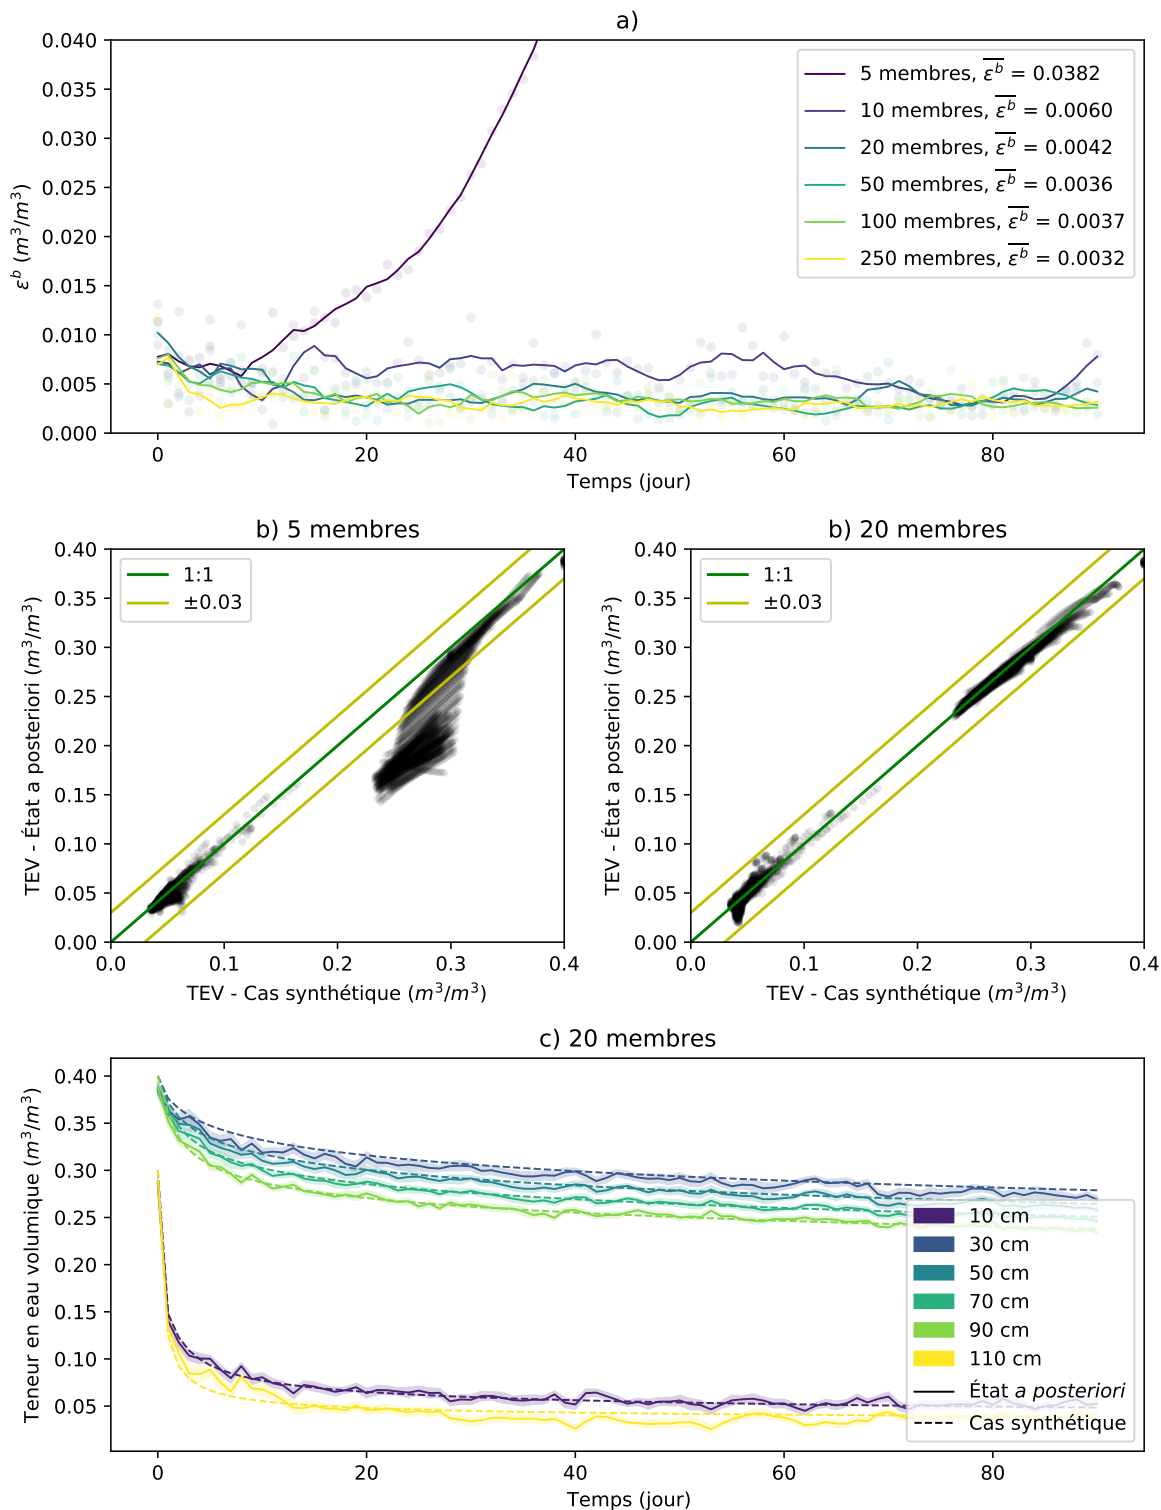 a)
0.040
0.035
0.030
0.025
0.020
0.015
0.010
0.005
0.000
ε^b (m^3/m^3)
5 membres, ε^b = 0.0382
10 membres, ε^b = 0.0060
20 membres, ε^b = 0.0042
50 membres, ε^b = 0.0036
100 membres, ε^b = 0.0037
250 membres, ε^b = 0.0032
0 20 40 60 80
Temps (jour)
b) 5 membres
0.40
0.35
0.30
0.25
0.20
0.15
0.10
0.05
0.00
TEV - État a posteriori (m^3/m^3)
1:1
±0.03
0.0 0.1 0.2 0.3 0.4
TEV - Cas synthétique (m^3/m^3)
b) 20 membres
0.40
0.35
0.30
0.25
0.20
0.15
0.10
0.05
0.00
TEV - État a posteriori (m^3/m^3)
1:1
±0.03
0.0 0.1 0.2 0.3 0.4
TEV - Cas synthétique (m^3/m^3)
c) 20 membres
0.40
0.35
0.30
0.25
0.20
0.15
0.10
0.05
Teneur en eau volumique (m^3/m^3)
10 cm
30 cm
50 cm
70 cm
90 cm
110 cm
État a posteriori
Cas synthétique
0 20 40 60 80
Temps (jour)